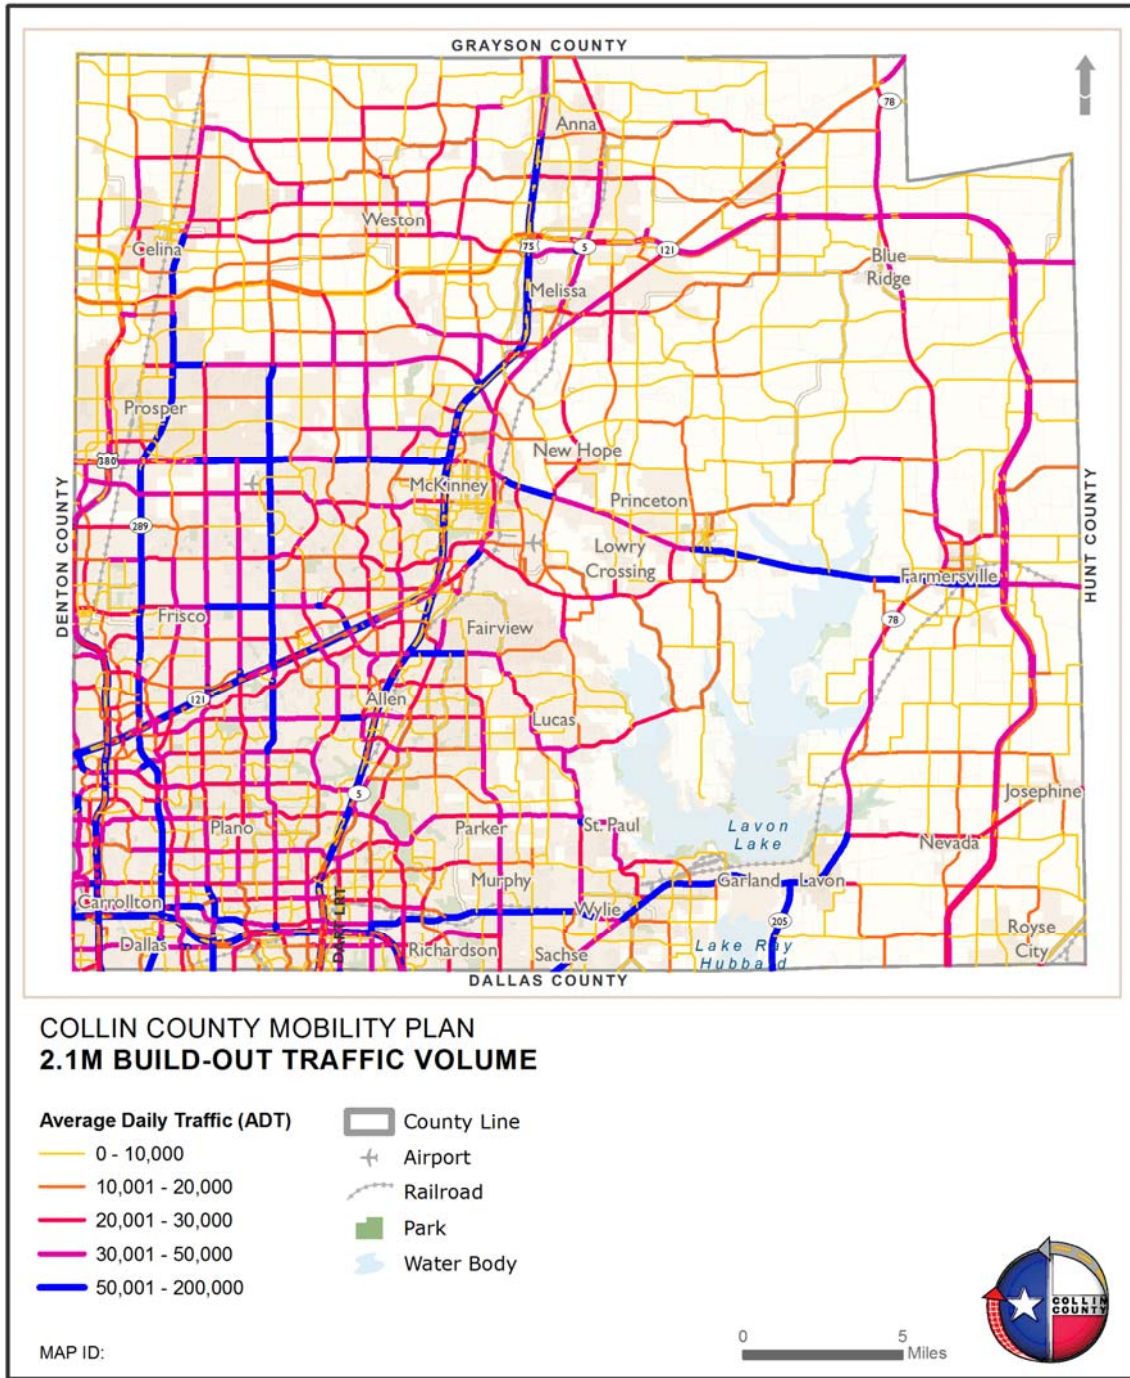 GRAYSON COUNTY
78
Anna
Weston
Celina
75
5
121
Blue
Ridge
Melissa
Prosper
New Hope
380
McKinney
Princeton
289
Lowry
Crossing
DENTON COUNTY
HUNT COUNTY
Farmersville
Frisco
78
Fairview
121
Allen
Lucas
5
Josephine
Plano
Parker
St. Paul
Lavon
Lake
Nevada
Murphy
Garland
Lavon
Carrollton
DART LRT
Wylie
205
Royse
City
Dallas
Richardson
Sachse
Lake Ray
Hubbard
DALLAS COUNTY
COLLIN COUNTY MOBILITY PLAN
2.1M BUILD-OUT TRAFFIC VOLUME
Average Daily Traffic (ADT)
0 - 10,000
10,001 - 20,000
20,001 - 30,000
30,001 - 50,000
50,001 - 200,000
County Line
Airport
Railroad
Park
Water Body
COLLIN
COUNTY
MAP ID:
0 5
Miles